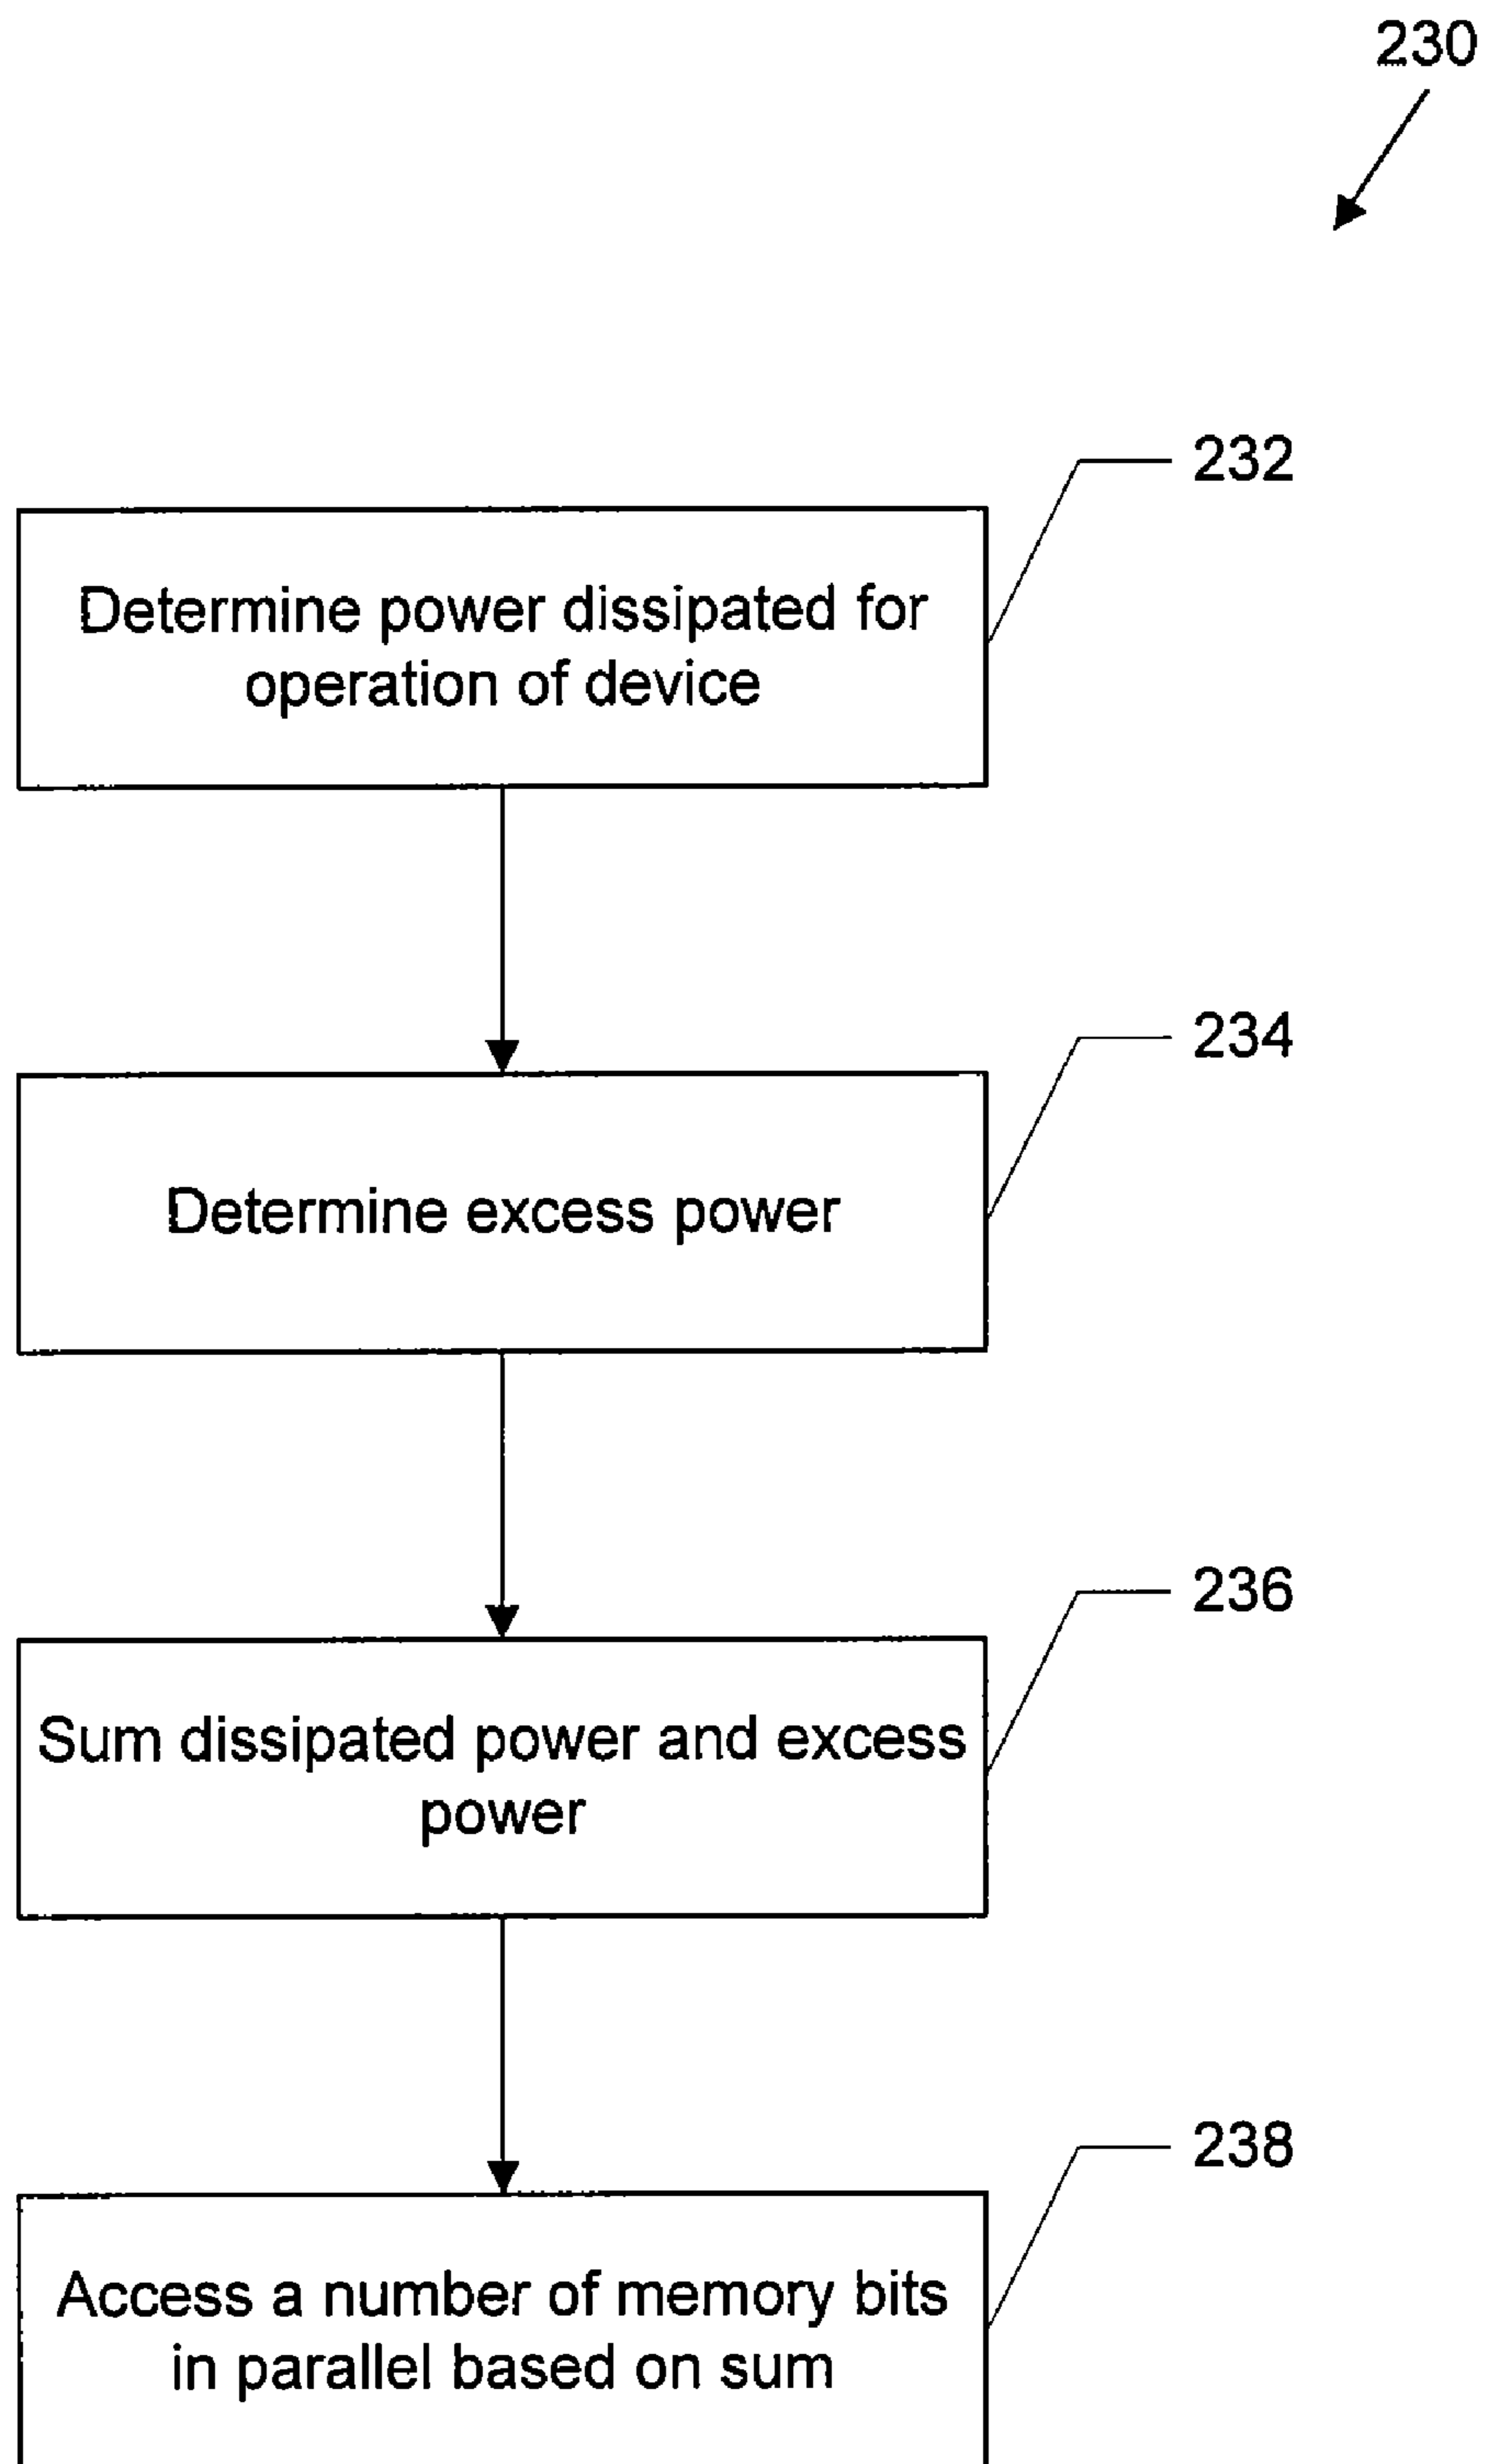 230
232
Determine power dissipated for
operation of device
234
Determine excess power
236
Sum dissipated power and excess
power
238
Access a number of memory bits
in parallel based on sum